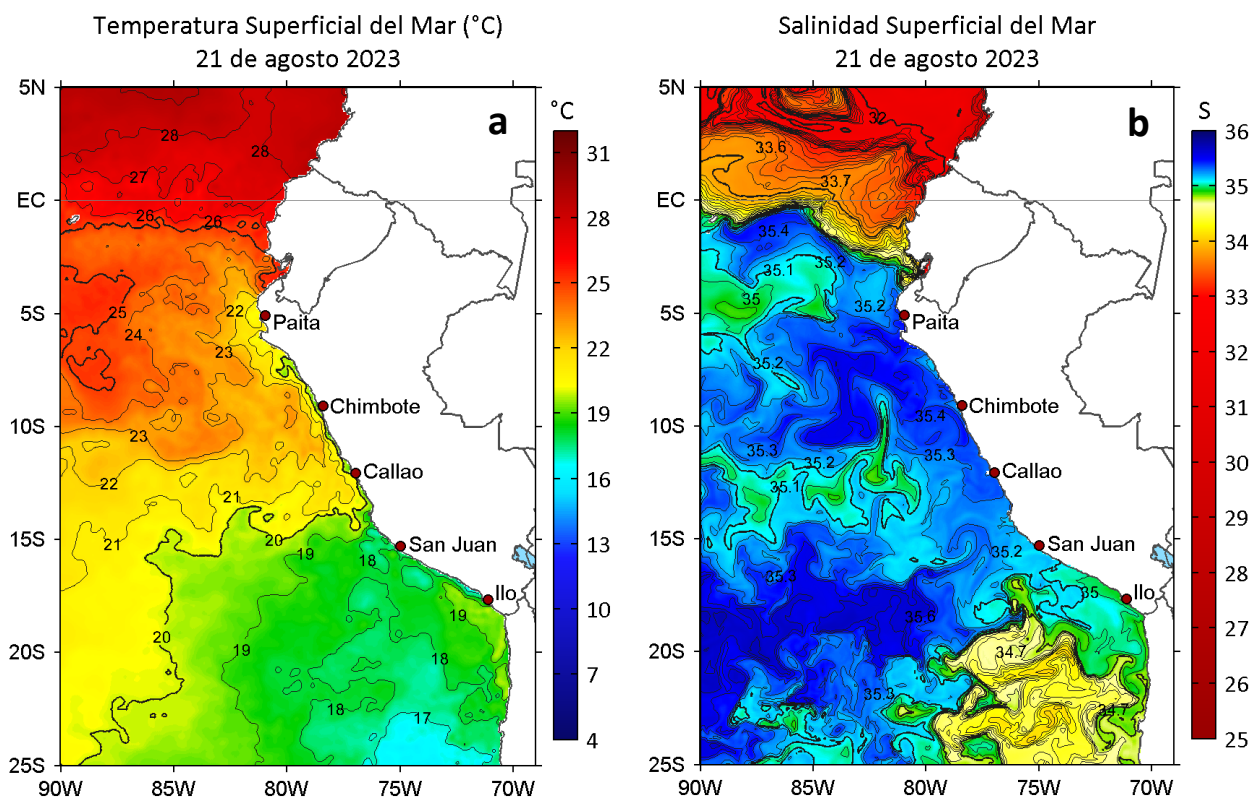 Temperatura Superficial del Mar (°C)
21 de agosto 2023
5N
EC
5S
10S
15S
20S
25S
90W
85W
80W
75W
70W
a
28
28
27
26
26
25
24
22
23
23
22
21
21
20
19
18
20
19
19
18
18
17
Paita
Chimbote
Callao
San Juan
Ilo
°C
31
28
25
22
19
16
13
10
7
4
Salinidad Superficial del Mar
21 de agosto 2023
5N
EC
5S
10S
15S
20S
25S
90W
85W
80W
75W
70W
b
32
33.6
33.7
35.4
35.2
35.1
35
35.2
35.2
35.4
35.3
35.2
35.3
35.1
35.2
35.3
35
35.6
34.7
35.3
34.7
Paita
Chimbote
Callao
San Juan
Ilo
S
36
35
34
33
32
31
30
29
28
27
26
25